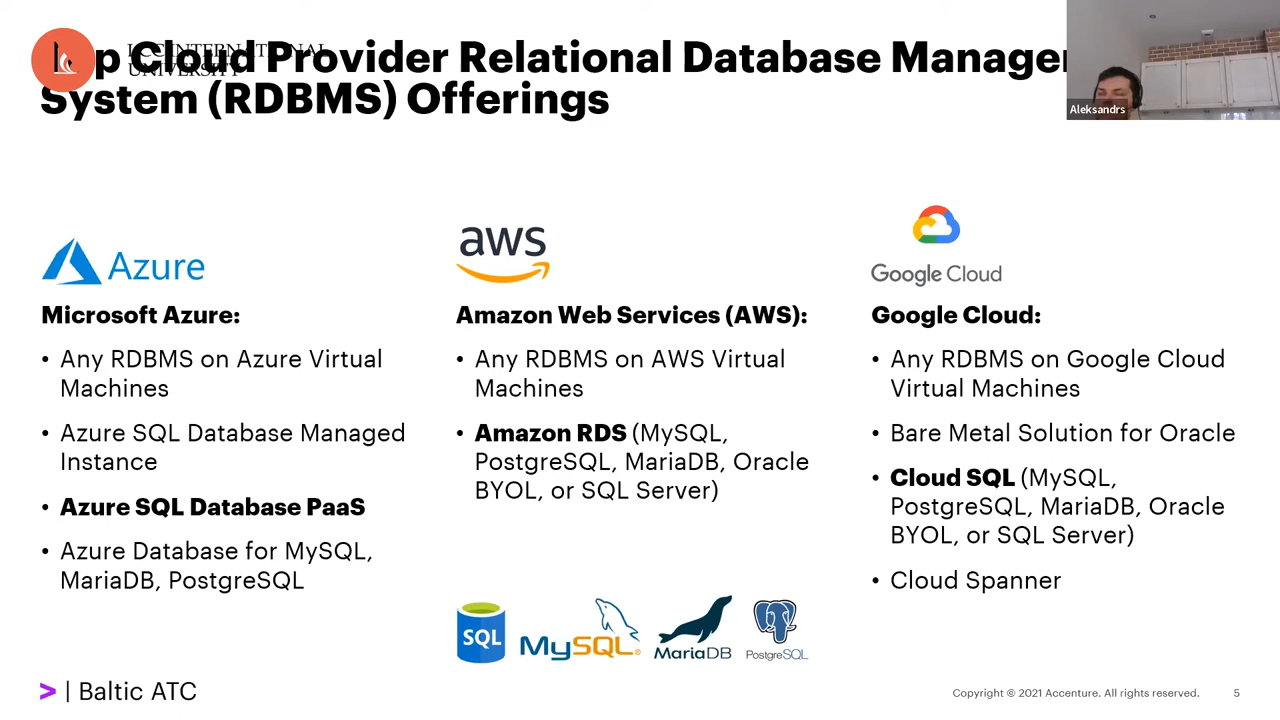 LCC INTERNATIONAL
UNIVERSITY
Cloud Provider Relational Database
System (RDBMS) Offerings
Aleksandrs
Azure
Microsoft Azure:
• Any RDBMS on Azure Virtual
Machines
• Azure SQL Database Managed
Instance
• Azure SQL Database PaaS
• Azure Database for MySQL,
MariaDB, PostgreSQL
aws
Amazon Web Services (AWS):
• Any RDBMS on AWS Virtual
Machines
• Amazon RDS (MySQL,
PostgreSQL, MariaDB, Oracle
BYOL, or SQL Server)
Google Cloud
Google Cloud:
• Any RDBMS on Google Cloud
Virtual Machines
• Bare Metal Solution for Oracle
• Cloud SQL (MySQL,
PostgreSQL, MariaDB, Oracle
BYOL, or SQL Server)
• Cloud Spanner
SQL
MySQL®
MariaDB
PostgreSQL
> | Baltic ATC
Copyright © 2021 Accenture. All rights reserved.
5